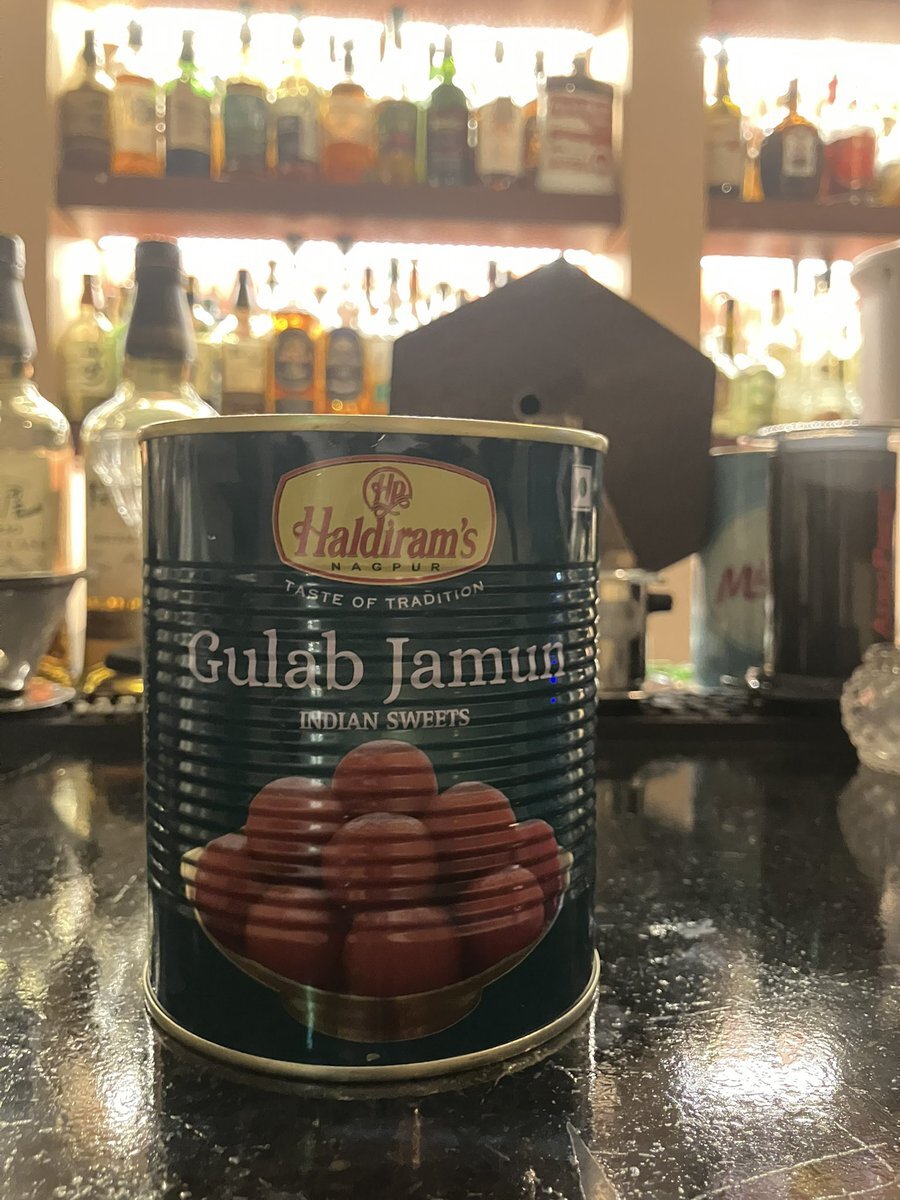 HR
Haldiram's
NAGPUR
TASTE OF TRADITION
Gulab Jamun
INDIAN SWEETS